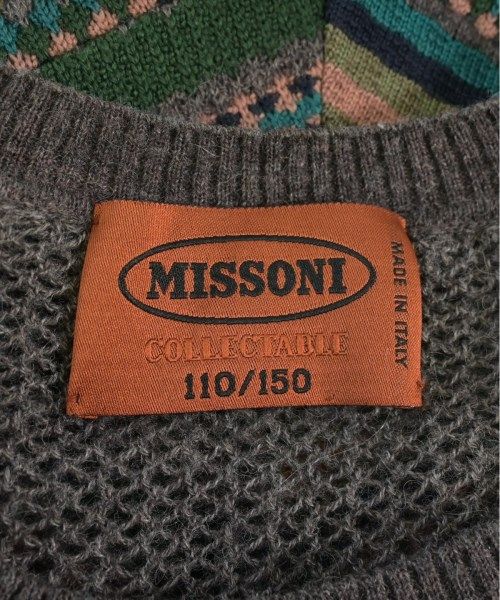 MISSONI
COLLECTABLE
110/150
MADE IN ITALY